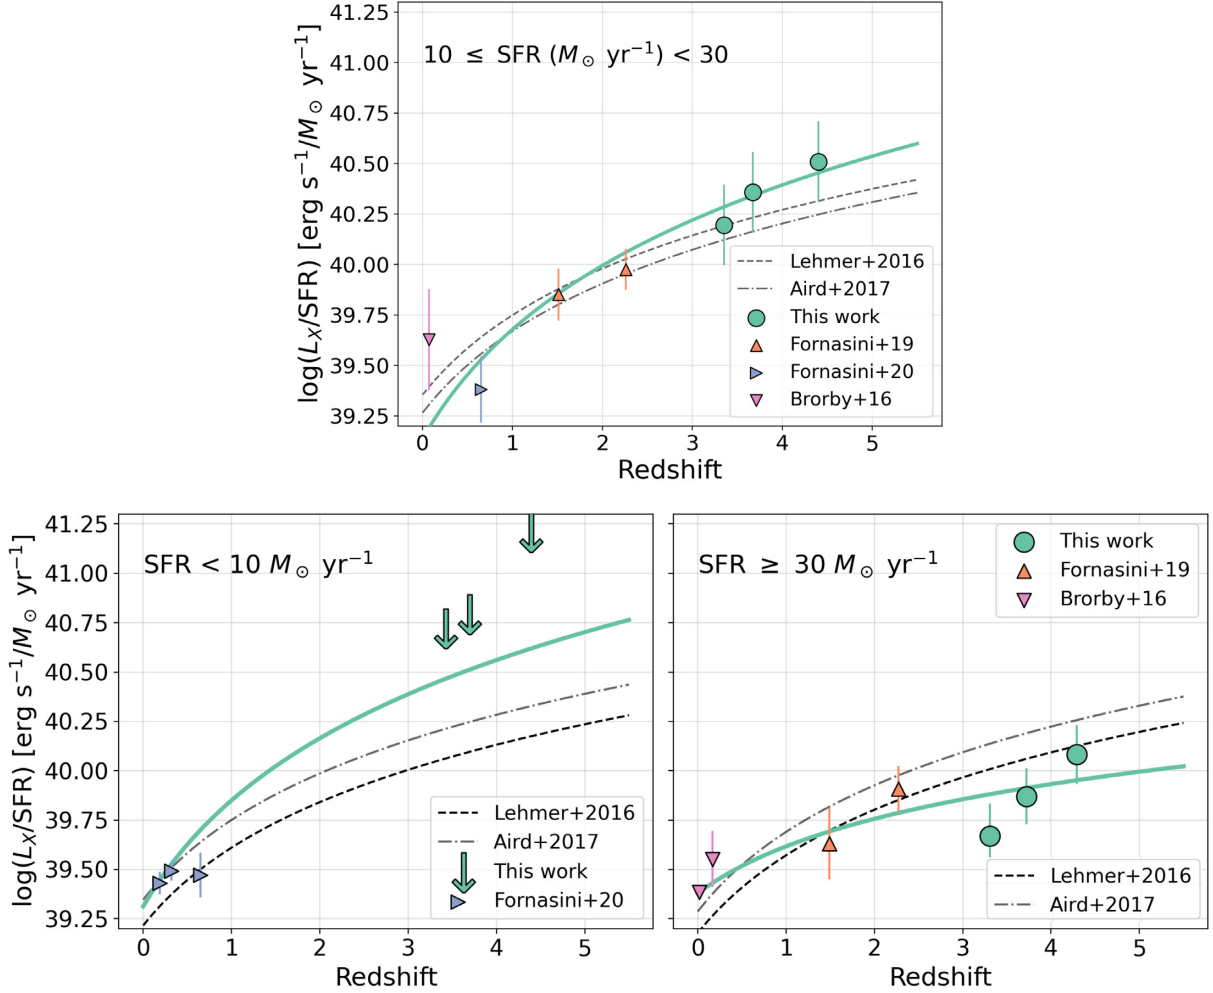 10 ≤ SFR (M⊙ yr⁻¹) < 30
log(L_X/SFR) [erg s⁻¹/M⊙ yr⁻¹]
41.25
41.00
40.75
40.50
40.25
40.00
39.75
39.50
39.25
Lehmer+2016
Aird+2017
This work
Fornasini+19
Fornasini+20
Brorby+16
0 1 2 3 4 5
Redshift
SFR < 10 M⊙ yr⁻¹
log(L_X/SFR) [erg s⁻¹/M⊙ yr⁻¹]
41.25
41.00
40.75
40.50
40.25
40.00
39.75
39.50
39.25
Lehmer+2016
Aird+2017
This work
Fornasini+20
0 1 2 3 4 5
Redshift
SFR ≥ 30 M⊙ yr⁻¹
This work
Fornasini+19
Brorby+16
Lehmer+2016
Aird+2017
0 1 2 3 4 5
Redshift